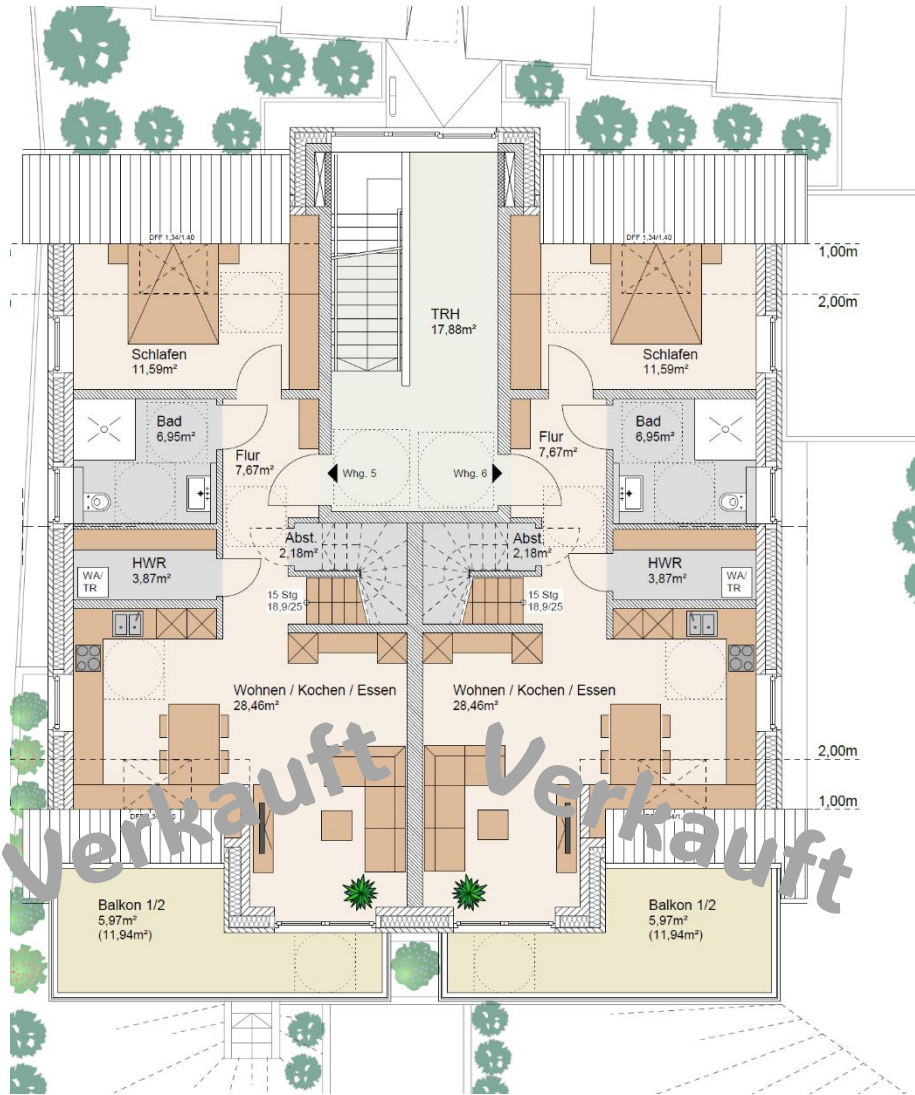 DFF 1,34/1,40
DFF 1,34/1,40
1,00m
2,00m
TRH
17,88m²
Schlafen
11,59m²
Schlafen
11,59m²
Bad
6,95m²
Bad
6,95m²
Flur
7,67m²
Flur
7,67m²
Whg. 5
Whg. 6
Abst.
2,18m²
Abst.
2,18m²
HWR
3,87m²
HWR
3,87m²
WA/
TR
WA/
TR
15 Stg
18,9/25
15 Stg
18,9/25
Wohnen / Kochen / Essen
28,46m²
Wohnen / Kochen / Essen
28,46m²
2,00m
1,00m
Verkauft
Verkauft
Balkon 1/2
5,97m²
(11,94m²)
Balkon 1/2
5,97m²
(11,94m²)